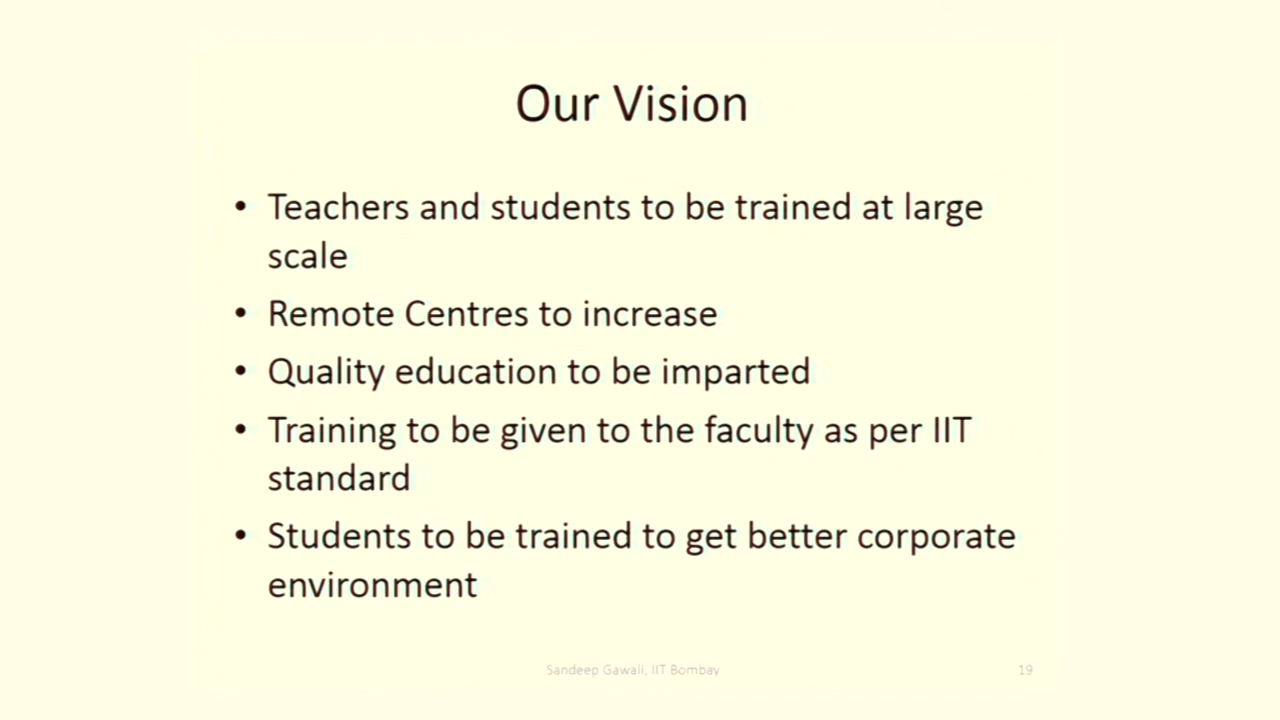 Our Vision
• Teachers and students to be trained at large
scale
• Remote Centres to increase
• Quality education to be imparted
• Training to be given to the faculty as per IIT
standard
• Students to be trained to get better corporate
environment
Sandeep Gawali, IIT Bombay 19